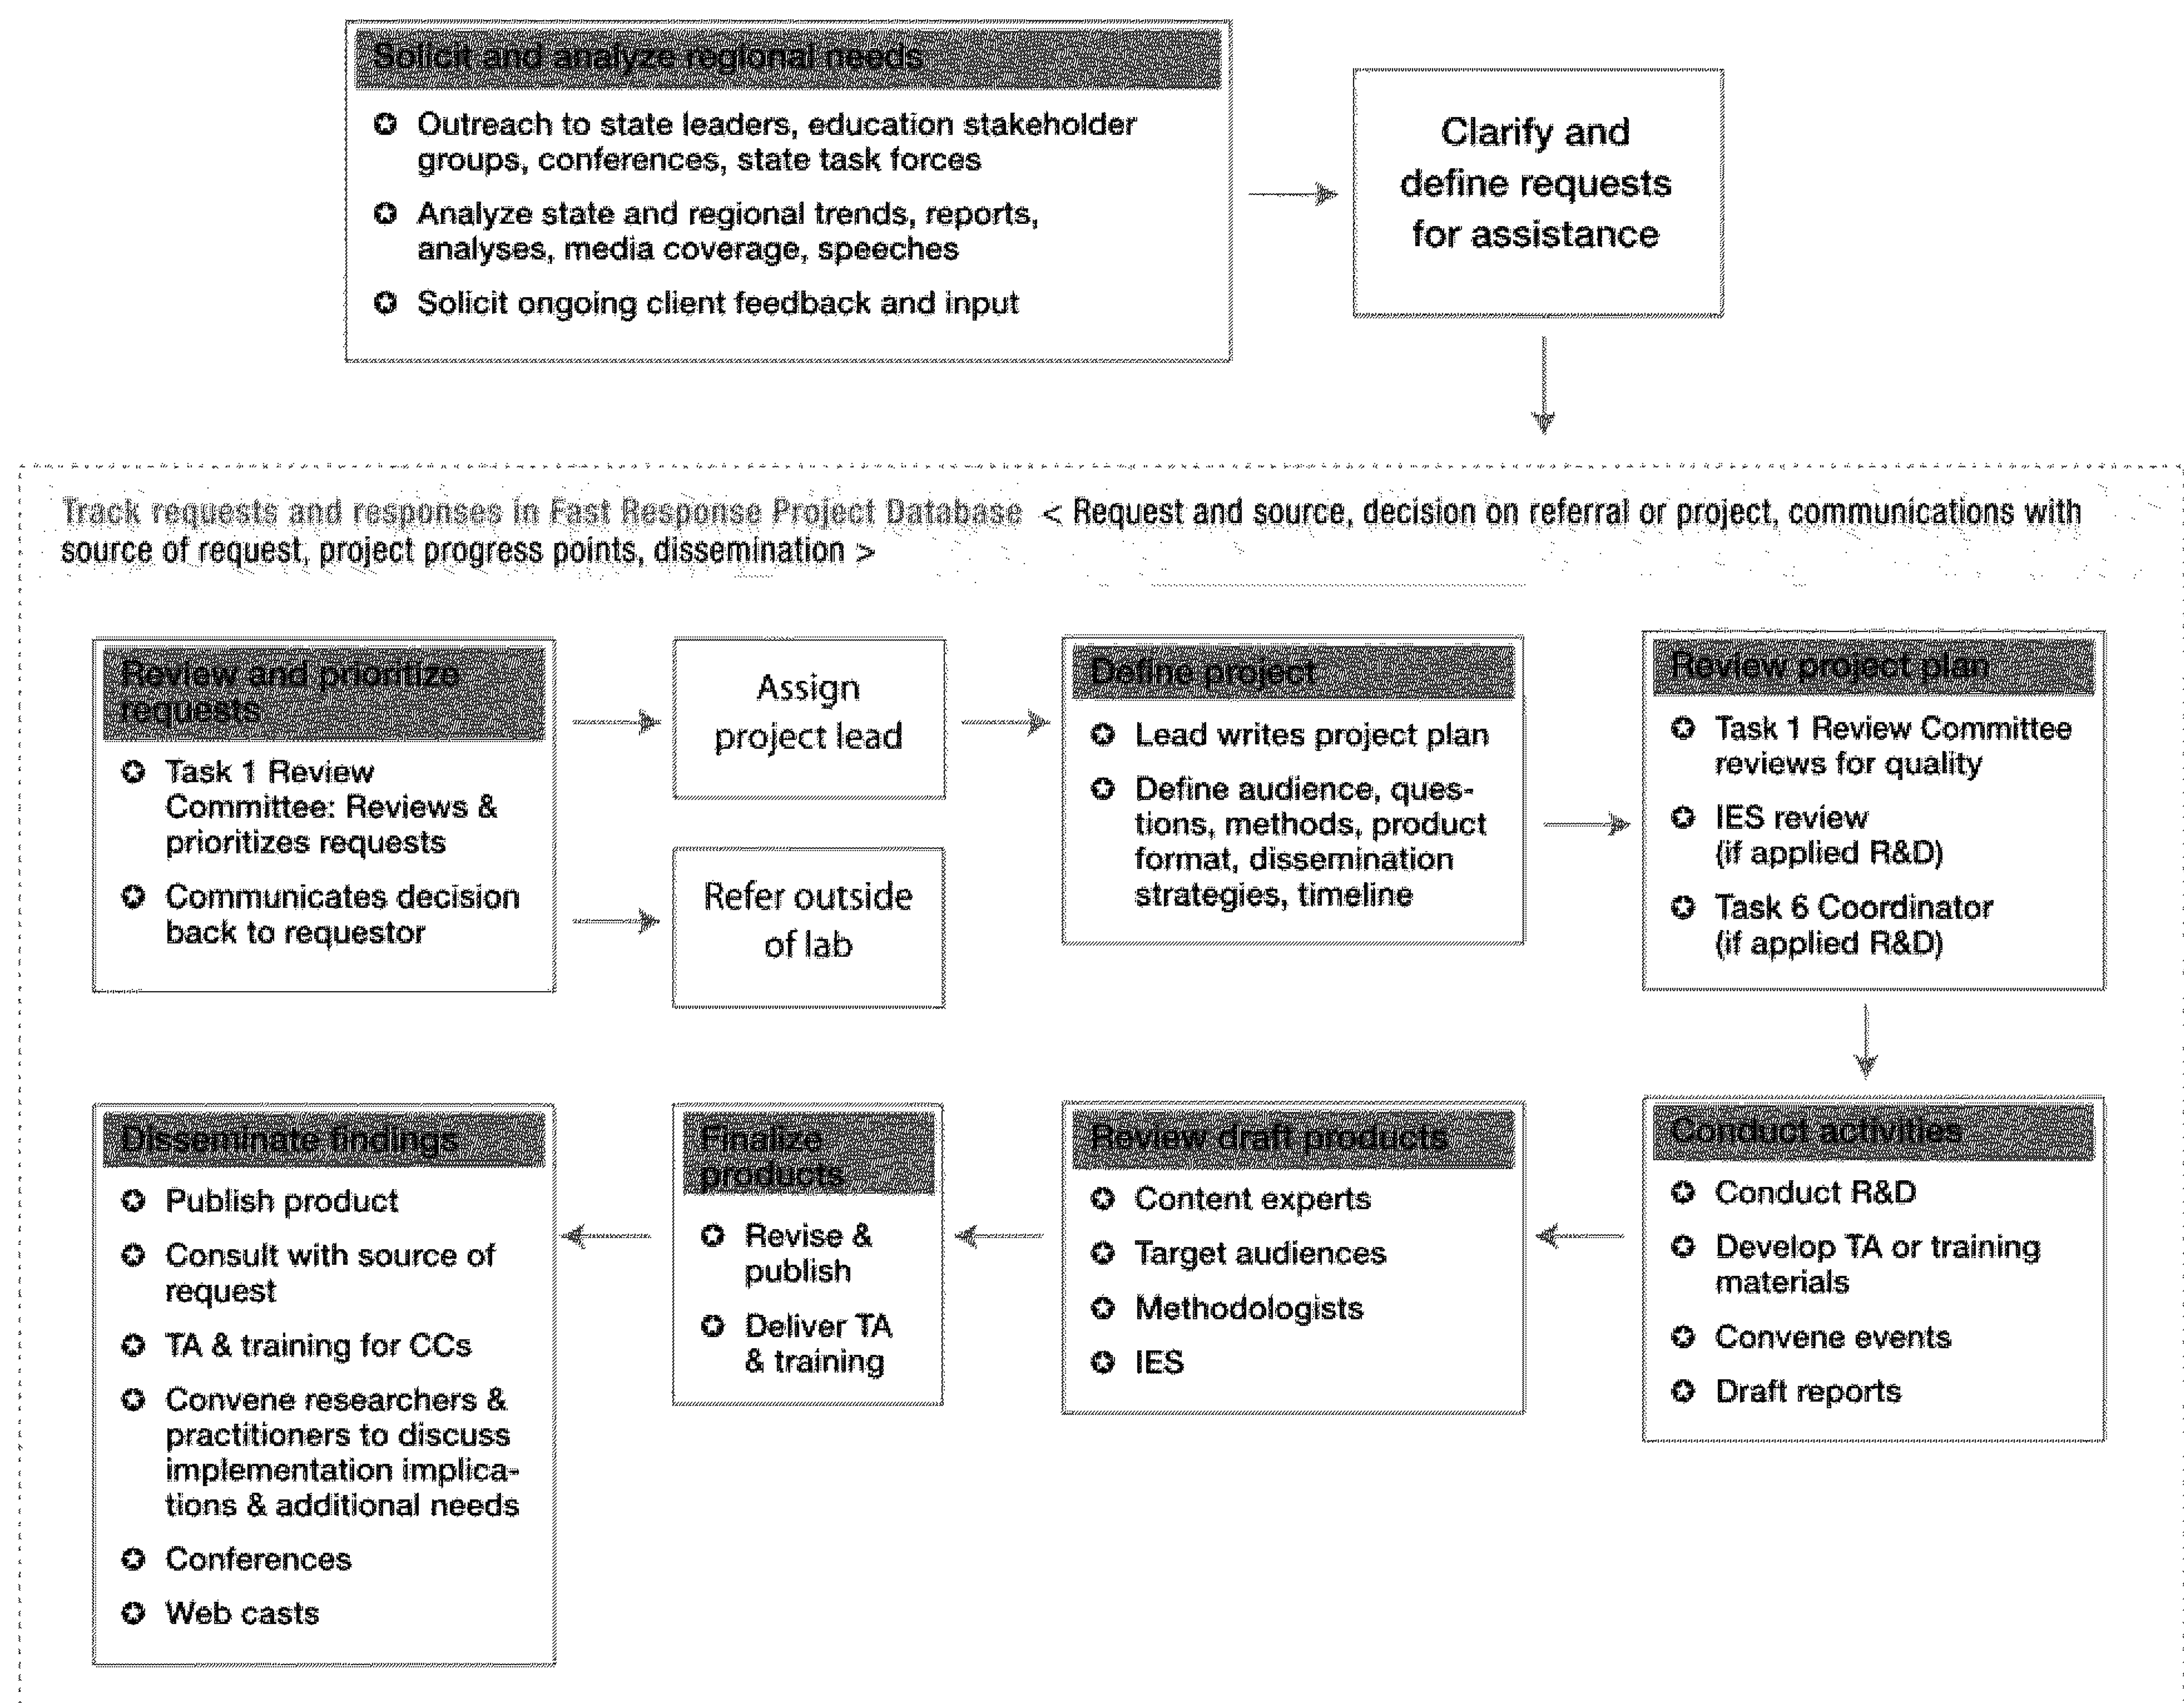 Solicit and analyze regional needs
Outreach to state leaders, education stakeholder
groups, conferences, state task forces
Analyze state and regional trends, reports,
analyses, media coverage, speeches
Solicit ongoing client feedback and input
Clarify and
define requests
for assistance
Track requests and responses in Fast Response Project Database < Request and source, decision on referral or project, communications with
source of request, project progress points, dissemination >
Review and prioritize
requests
Task 1 Review
Committee: Reviews &
prioritizes requests
Communicates decision
back to requestor
Assign
project lead
Refer outside
of lab
Define project
Lead writes project plan
Define audience, ques-
tions, methods, product
format, dissemination
strategies, timeline
Review project plan
Task 1 Review Committee
reviews for quality
IES review
(if applied R&D)
Task 6 Coordinator
(if applied R&D)
Disseminate findings
Publish product
Consult with source of
request
TA & training for CCs
Convene researchers &
practitioners to discuss
implementation implica-
tions & additional needs
Conferences
Web casts
Finalize
products
Revise &
publish
Deliver TA
& training
Review draft products
Content experts
Target audiences
Methodologists
IES
Conduct activities
Conduct R&D
Develop TA or training
materials
Convene events
Draft reports